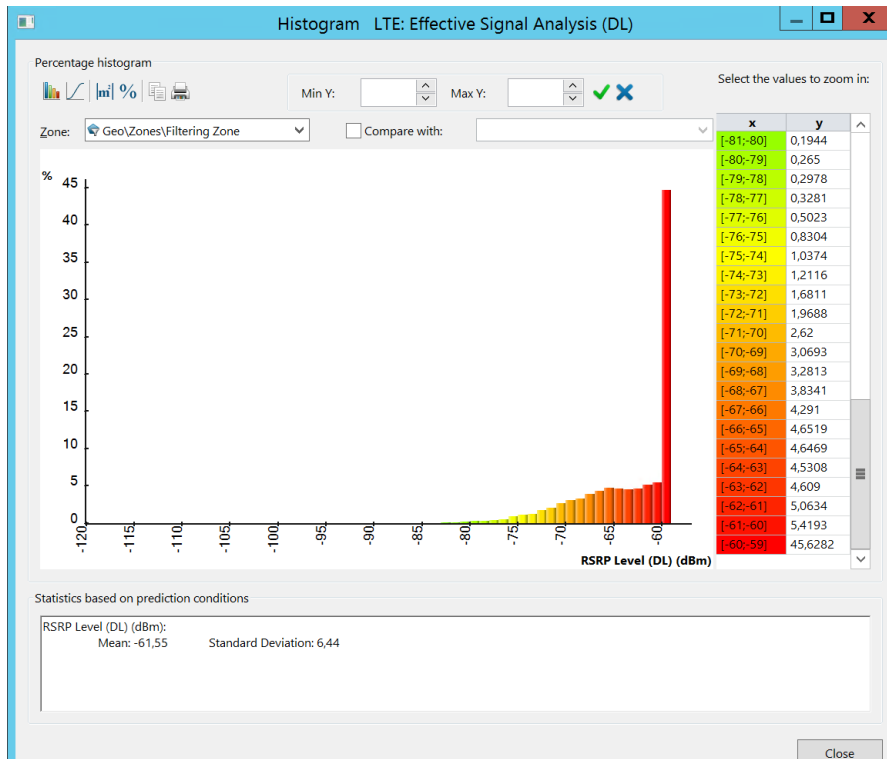 Histogram LTE: Effective Signal Analysis (DL)
Percentage histogram
|m²| %
Min Y:
Max Y:
Select the values to zoom in:
Zone:
Geo\Zones\Filtering Zone
Compare with:
x y
[-81;-80] 0,1944
[-80;-79] 0,265
[-79;-78] 0,2978
[-78;-77] 0,3281
[-77;-76] 0,5023
[-76;-75] 0,8304
[-75;-74] 1,0374
[-74;-73] 1,2116
[-73;-72] 1,6811
[-72;-71] 1,9688
[-71;-70] 2,62
[-70;-69] 3,0693
[-69;-68] 3,2813
[-68;-67] 3,8341
[-67;-66] 4,291
[-66;-65] 4,6519
[-65;-64] 4,6469
[-64;-63] 4,5308
[-63;-62] 4,609
[-62;-61] 5,0634
[-61;-60] 5,4193
[-60;-59] 45,6282
%
45
40
35
30
25
20
15
10
5
0
-120 -115 -110 -105 -100 -95 -90 -85 -80 -75 -70 -65 -60
RSRP Level (DL) (dBm)
Statistics based on prediction conditions
RSRP Level (DL) (dBm):
Mean: -61,55 Standard Deviation: 6,44
Close